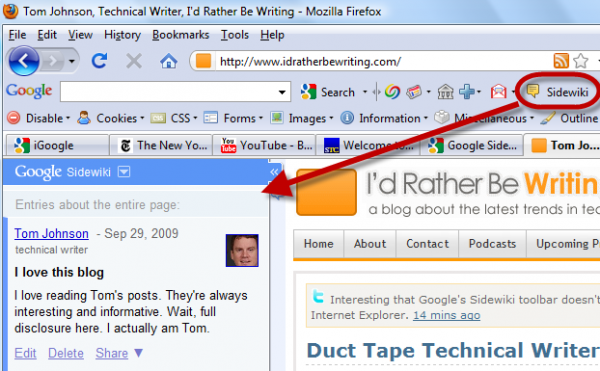 Tom Johnson, Technical Writer, I'd Rather Be Writing - Mozilla Firefox
File Edit View History Bookmarks Tools Help
http://www.idratherbewriting.com/
Google Search Sidewiki
Disable Cookies CSS Forms Images Information Miscellaneous Outline
iGoogle The New Yo... YouTube - B... Welcome to... Google Side... Tom Jo...
Google Sidewiki «
Entries about the entire page:
Tom Johnson - Sep 29, 2009
technical writer
I love this blog
I love reading Tom's posts. They're always
interesting and informative. Wait, full
disclosure here. I actually am Tom.
Edit Delete Share
I'd Rather Be Writin
a blog about the latest trends in tec
Home About Contact Podcasts Upcoming P
Interesting that Google's Sidewiki toolbar doesn't
Internet Explorer. 14 mins ago
Duct Tape Technical Writer